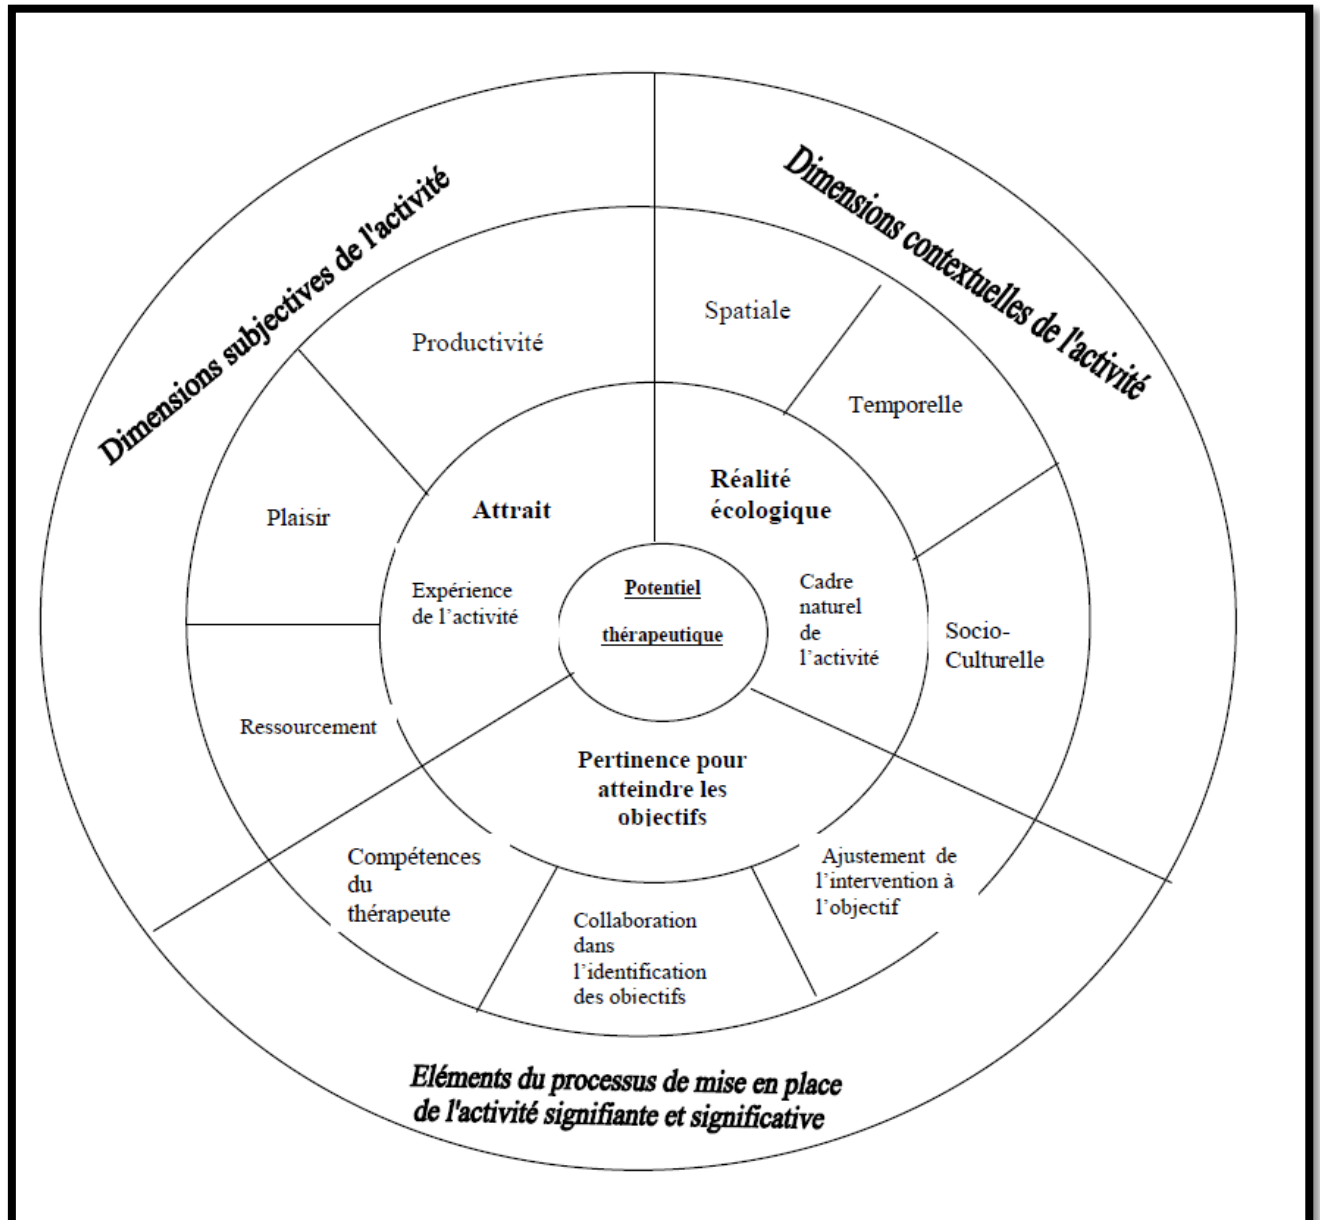 Dimensions subjectives de l'activité
Dimensions contextuelles de l'activité
Productivité
Spatiale
Temporelle
Plaisir
Attrait
Réalité
écologique
Expérience
de l'activité
Potentiel
thérapeutique
Cadre
naturel
de
l'activité
Socio-
Culturelle
Ressourcement
Pertinence pour
atteindre les
objectifs
Compétences
du
thérapeute
Collaboration
dans
l'identification
des objectifs
Ajustement de
l'intervention à
l'objectif
Eléments du processus de mise en place
de l'activité signifiante et significative